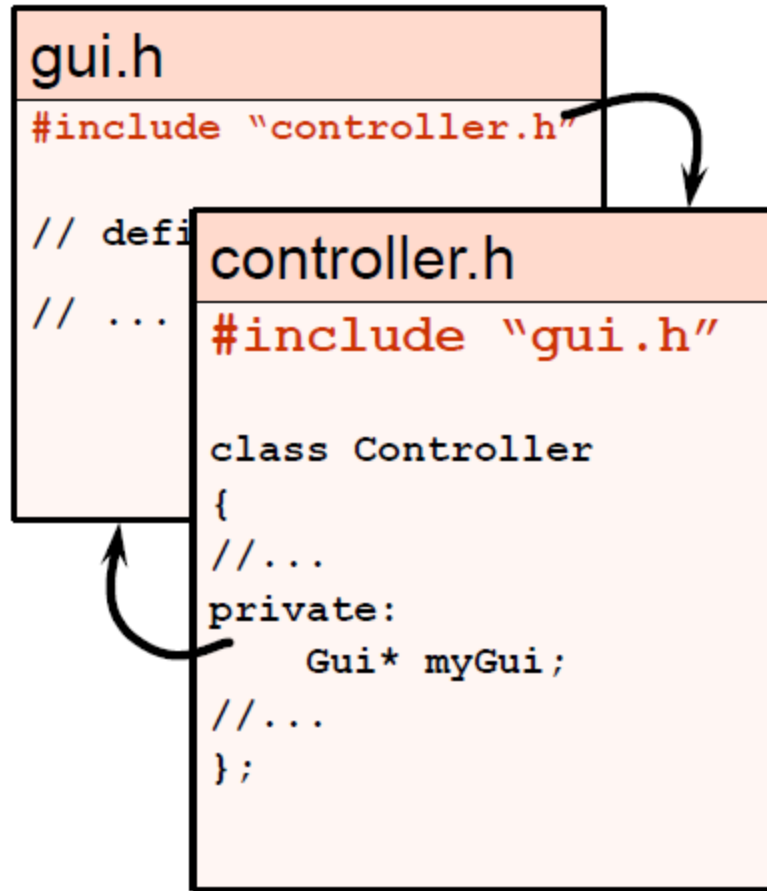 gui.h
#include “controller.h”
// defi
// ...
controller.h
#include “gui.h”
class Controller
{
//...
private:
Gui* myGui;
//...
};